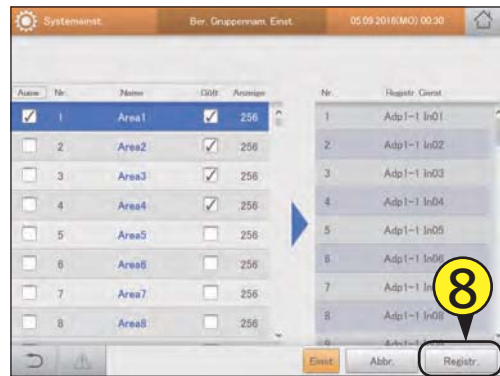 Systemeinst. Ber. Gruppennam. Einst. 05.09.2016(MO) 00:30
Ausw Nr. Name Gült Anzeige Nr. Registr. Gerät
1 Area1 256 1 Adp1-1 In01
2 Area2 256 2 Adp1-1 In02
3 Area3 256 3 Adp1-1 In03
4 Area4 256 4 Adp1-1 In04
5 Area5 256 5 Adp1-1 In05
6 Area6 256 6 Adp1-1 In06
7 Area7 256 7 Adp1-1
8 Area8 256 8 Adp1-1 In08
9
8
Einst. Abbr. Registr.